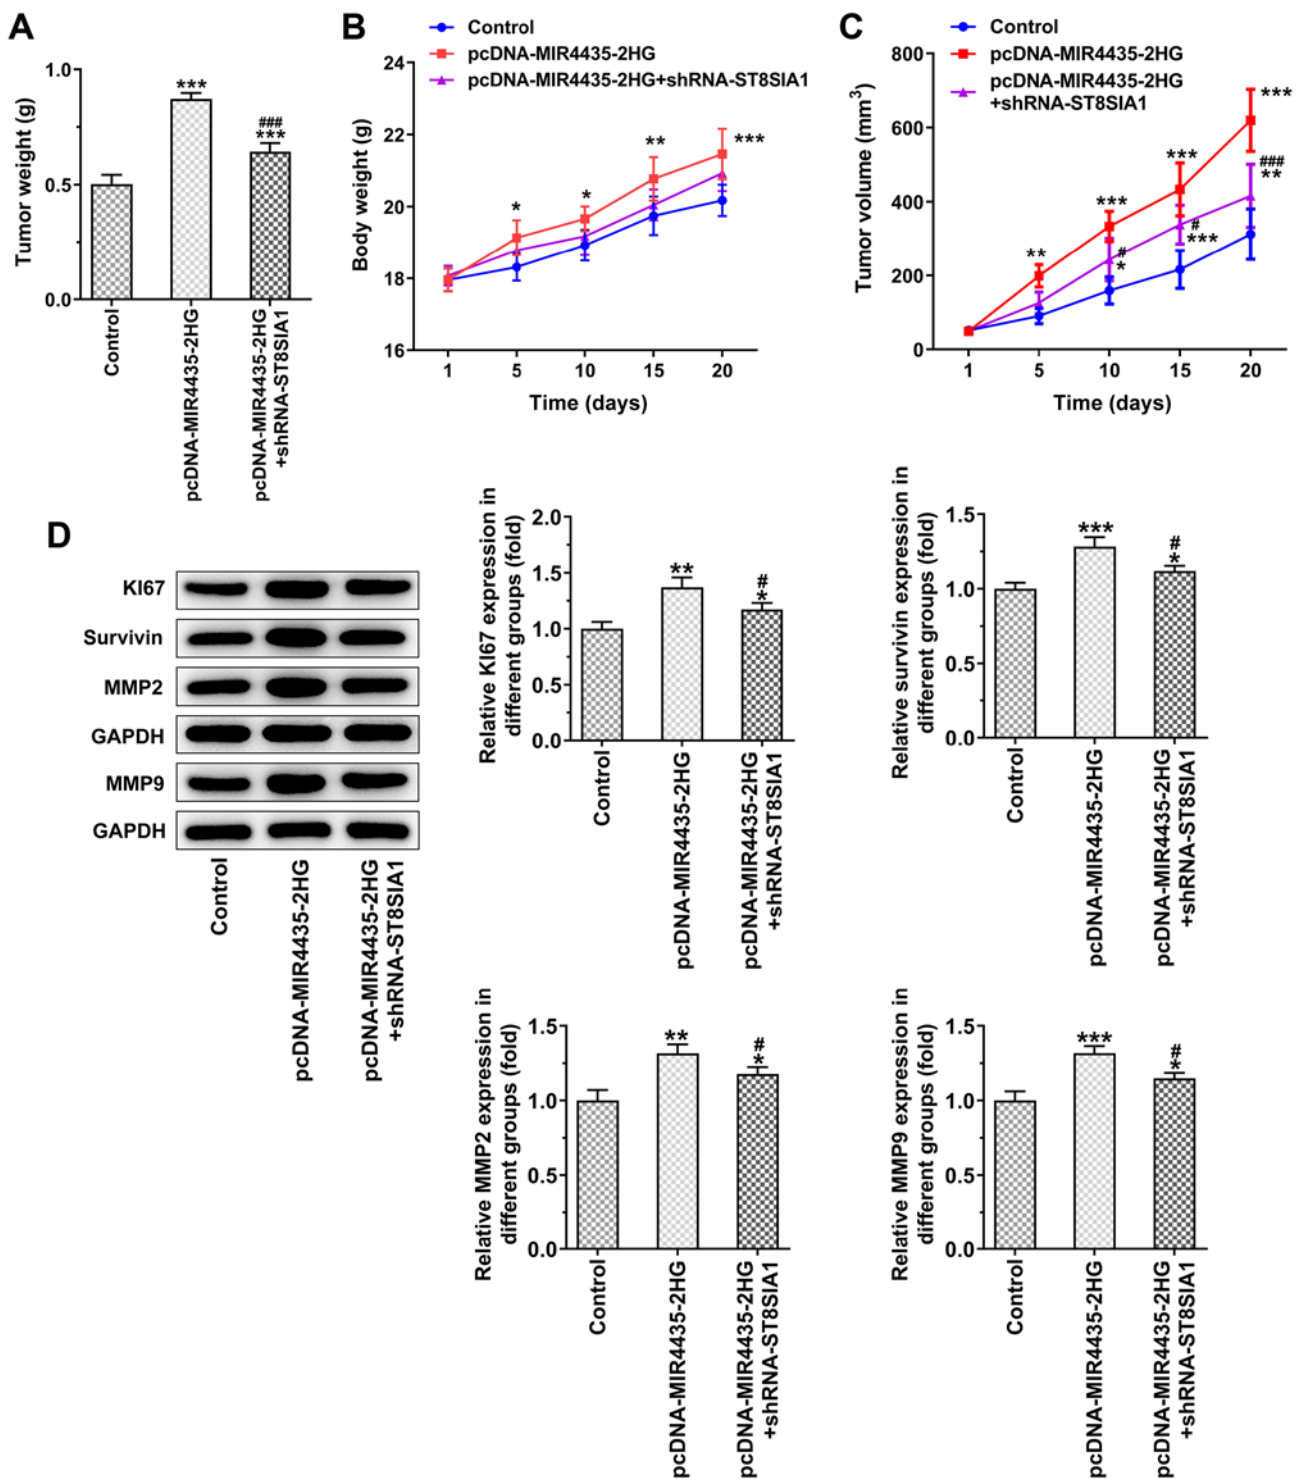 A
Tumor weight (g)
1.0
0.5
0.0
***
###
***
Control
pcDNA-MIR4435-2HG
pcDNA-MIR4435-2HG
+shRNA-ST8SIA1
B
Control
pcDNA-MIR4435-2HG
pcDNA-MIR4435-2HG+shRNA-ST8SIA1
Body weight (g)
24
22
20
18
16
*
*
**
***
1 5 10 15 20
Time (days)
C
Control
pcDNA-MIR4435-2HG
pcDNA-MIR4435-2HG
+shRNA-ST8SIA1
Tumor volume (mm³)
800
600
400
200
0
**
***
#
*
***
#
***
***
###
**
1 5 10 15 20
Time (days)
D
KI67
Survivin
MMP2
GAPDH
MMP9
GAPDH
Control
pcDNA-MIR4435-2HG
pcDNA-MIR4435-2HG
+shRNA-ST8SIA1
Relative KI67 expression in
different groups (fold)
2.0
1.5
1.0
0.5
0.0
**
#
*
Control
pcDNA-MIR4435-2HG
pcDNA-MIR4435-2HG
+shRNA-ST8SIA1
Relative survivin expression in
different groups (fold)
1.5
1.0
0.5
0.0
***
#
*
Control
pcDNA-MIR4435-2HG
pcDNA-MIR4435-2HG
+shRNA-ST8SIA1
Relative MMP2 expression in
different groups (fold)
1.5
1.0
0.5
0.0
**
#
*
Control
pcDNA-MIR4435-2HG
pcDNA-MIR4435-2HG
+shRNA-ST8SIA1
Relative MMP9 expression in
different groups (fold)
1.5
1.0
0.5
0.0
***
#
*
Control
pcDNA-MIR4435-2HG
pcDNA-MIR4435-2HG
+shRNA-ST8SIA1